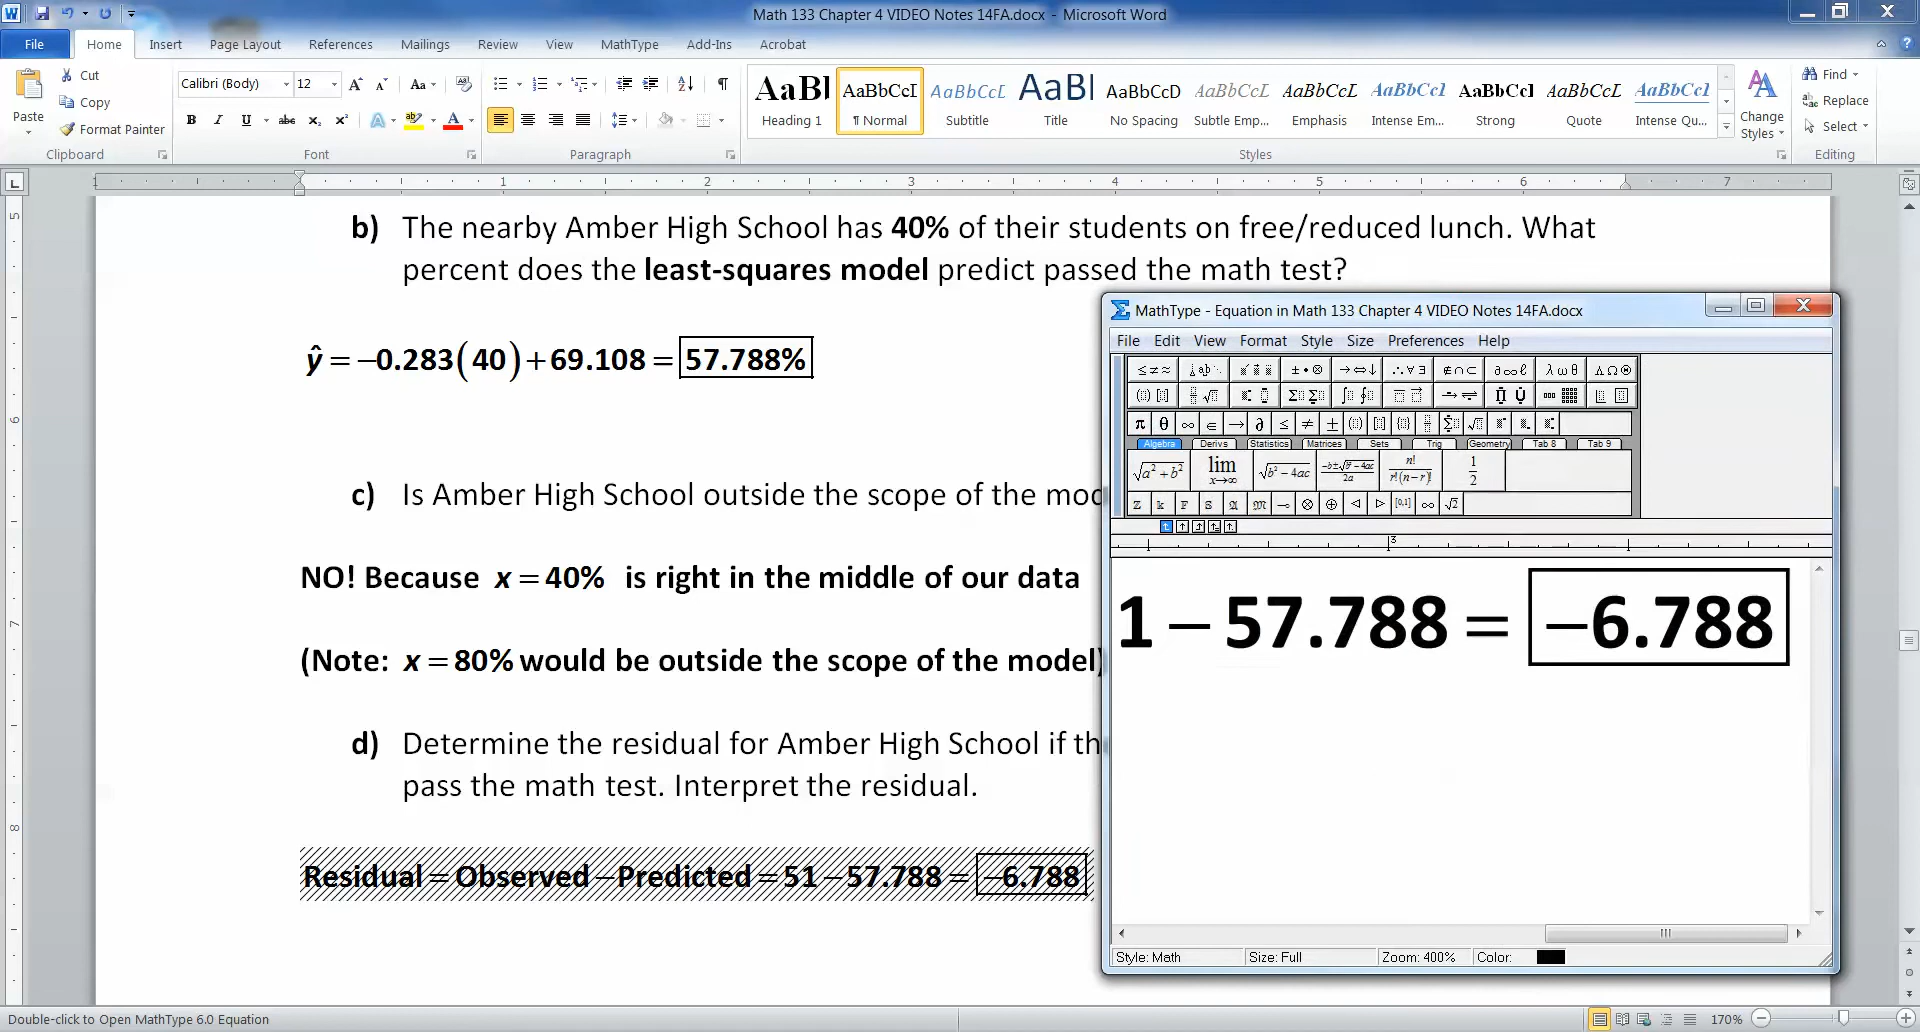 Math 133 Chapter 4 VIDEO Notes 14FA.docx - Microsoft Word
File Home Insert Page Layout References Mailings Review View MathType Add-Ins Acrobat
Paste
Cut
Copy
Format Painter
Clipboard
Calibri (Body) 12
Font
Paragraph
AaBl AaBbCcI AaBbCcL AaBl AaBbCcD AaBbCcL AaBbCcL AaBbCc1 AaBbCc1 AaBbCcL AaBbCc1
Heading 1 ¶ Normal Subtitle Title No Spacing Subtle Emp... Emphasis Intense Em... Strong Quote Intense Qu...
Styles
Change Styles
Find
Replace
Select
Editing
b) The nearby Amber High School has 40% of their students on free/reduced lunch. What
percent does the least-squares model predict passed the math test?
ŷ = −0.283(40) + 69.108 = 57.788%
c) Is Amber High School outside the scope of the mod
NO! Because x = 40% is right in the middle of our data
(Note: x = 80% would be outside the scope of the model)
d) Determine the residual for Amber High School if th
pass the math test. Interpret the residual.
Residual = Observed − Predicted = 51 − 57.788 = −6.788
MathType - Equation in Math 133 Chapter 4 VIDEO Notes 14FA.docx
File Edit View Format Style Size Preferences Help
Algebra Derivs Statistics Matrices Sets Trig Geometry Tab 8 Tab 9
1 − 57.788 = −6.788
Style: Math Size: Full Zoom: 400% Color:
Double-click to Open MathType 6.0 Equation
170%